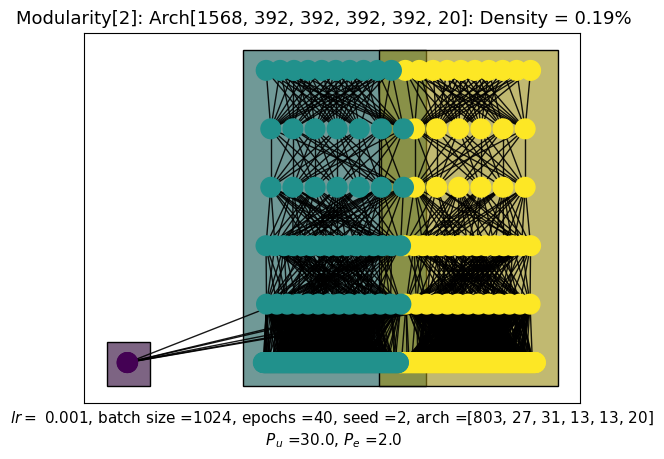 Modularity[2]: Arch[1568, 392, 392, 392, 392, 20]: Density = 0.19%
lr = 0.001, batch size =1024, epochs =40, seed =2, arch =[803, 27, 31, 13, 13, 20]
P_u =30.0, P_e =2.0